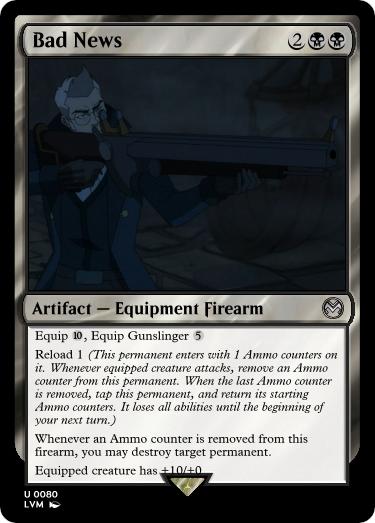 Bad News 2
Artifact — Equipment Firearm
Equip 10, Equip Gunslinger 5
Reload 1 (This permanent enters with 1 Ammo counters on
it. Whenever equipped creature attacks, remove an Ammo
counter from this permanent. When the last Ammo counter
is removed, tap this permanent, and return its starting
Ammo counters. It loses all abilities until the beginning of
your next turn.)
Whenever an Ammo counter is removed from this
firearm, you may destroy target permanent.
Equipped creature has +10/+0
U 0080
LVM